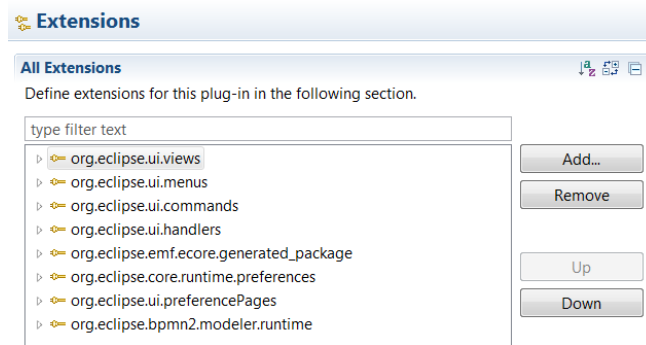 Extensions
All Extensions
Define extensions for this plug-in in the following section.
type filter text
org.eclipse.ui.views
Add...
org.eclipse.ui.menus
Remove
org.eclipse.ui.commands
org.eclipse.ui.handlers
org.eclipse.emf.ecore.generated_package
Up
org.eclipse.core.runtime.preferences
org.eclipse.ui.preferencePages
Down
org.eclipse.bpmn2.modeler.runtime